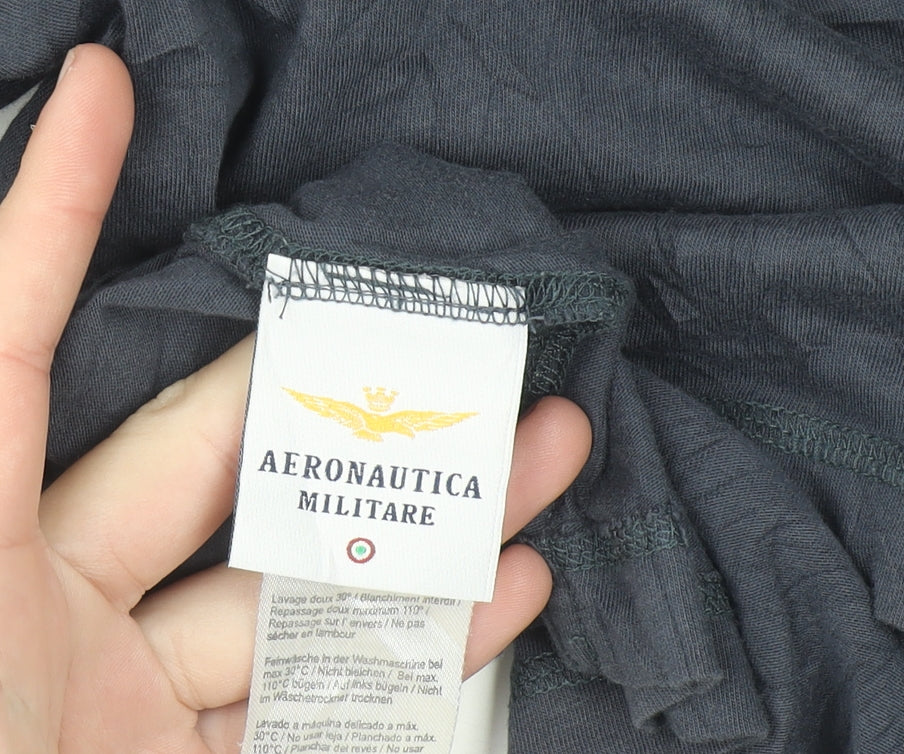 AERONAUTICA
MILITARE
Lavage doux 30° / Blanchiment interdit /
Repassage doux maximum 110° /
Repassage sur l' envers / Ne pas
sécher en tambour
Feinwäsche in der Waschmaschine bei
max 30°C / Nicht bleichen / Bei max.
110°C bügeln / Auf links bügeln / Nicht
im Wäschetrockner trocknen
Lavado a máquina delicado a máx.
30°C / No usar lejia / Planchado a máx.
110°C / Planchar del revés / No usar